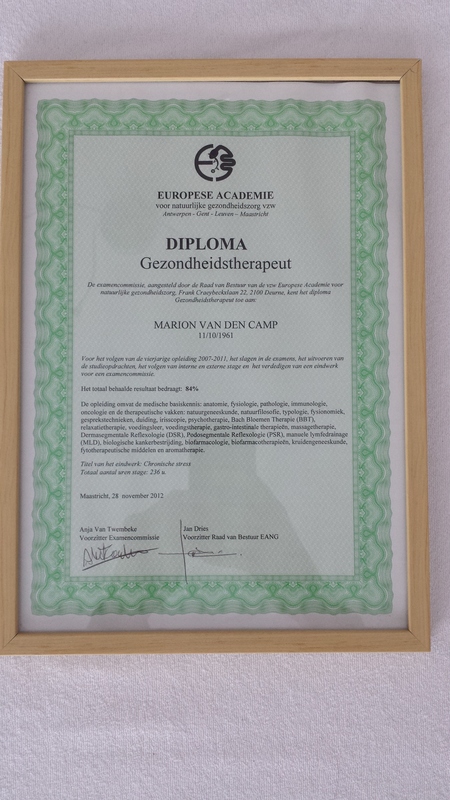 EUROPESE ACADEMIE
voor natuurlijke gezondheidszorg vzw
Antwerpen - Gent - Leuven - Maastricht
DIPLOMA
Gezondheidstherapeut
De examencommissie, aangesteld door de Raad van Bestuur van de vzw Europese Academie voor
natuurlijke gezondheidszorg, Frank Craeybeckslaan 22, 2100 Deurne, kent het diploma
Gezondheidstherapeut toe aan:
MARION VAN DEN CAMP
11/10/1961
Voor het volgen van de vierjarige opleiding 2007-2011, het slagen in de examens, het uitvoeren van
de studieopdrachten, het volgen van interne en externe stage en het verdedigen van een eindwerk
voor een examencommissie.
Het totaal behaalde resultaat bedraagt: 84%
De opleiding omvat de medische basiskennis: anatomie, fysiologie, pathologie, immunologie,
oncologie en de therapeutische vakken: natuurgeneeskunde, natuurfilosofie, typologie, fysionomiek,
gesprekstechnieken, duiding, irisscopie, psychotherapie, Bach Bloemen Therapie (BBT),
relaxatietherapie, voedingsleer, voedingstherapie, gastro-intestinale therapieën, massagetherapie,
Dermasegmentale Reflexologie (DSR), Podosegmentale Reflexologie (PSR), manuele lymfedrainage
(MLD), biologische kankerbestrijding, biofarmacologie, biofarmacotherapieën, kruidengeneeskunde,
fytotherapeutische middelen en aromatherapie.
Titel van het eindwerk: Chronische stress
Totaal aantal uren stage: 236 u.
Maastricht, 28 november 2012
Anja Van Twembeke Jan Dries
Voorzitter Examencommissie Voorzitter Raad van Bestuur EANG